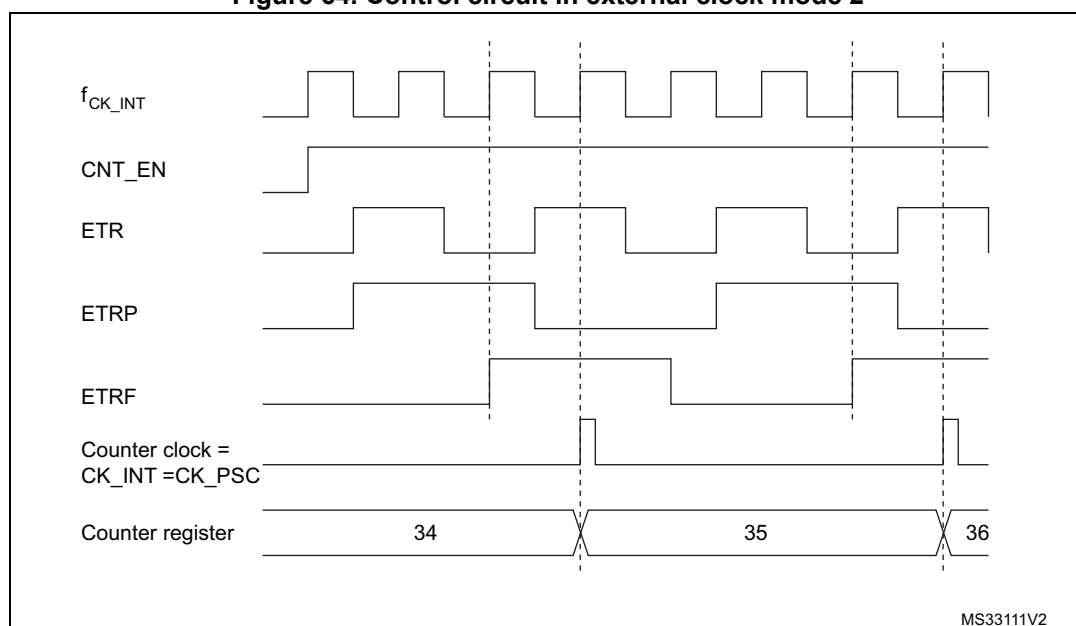 Figure 64. Control circuit in external clock mode 2
fCK_INT
CNT_EN
ETR
ETRP
ETRF
Counter clock =
CK_INT =CK_PSC
Counter register
34
35
36
MS33111V2